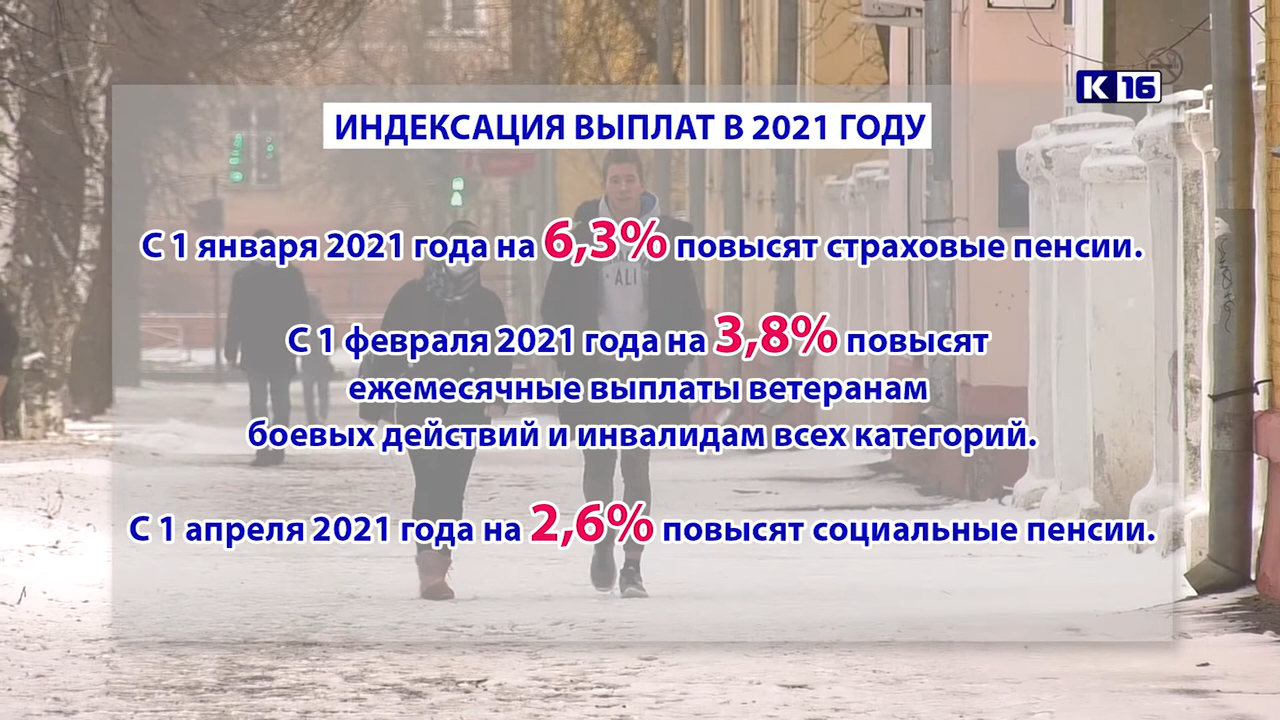 К 16
ИНДЕКСАЦИЯ ВЫПЛАТ В 2021 ГОДУ
С 1 января 2021 года на 6,3% повысят страховые пенсии.
С 1 февраля 2021 года на 3,8% повысят
ежемесячные выплаты ветеранам
боевых действий и инвалидам всех категорий.
С 1 апреля 2021 года на 2,6% повысят социальные пенсии.
ALI